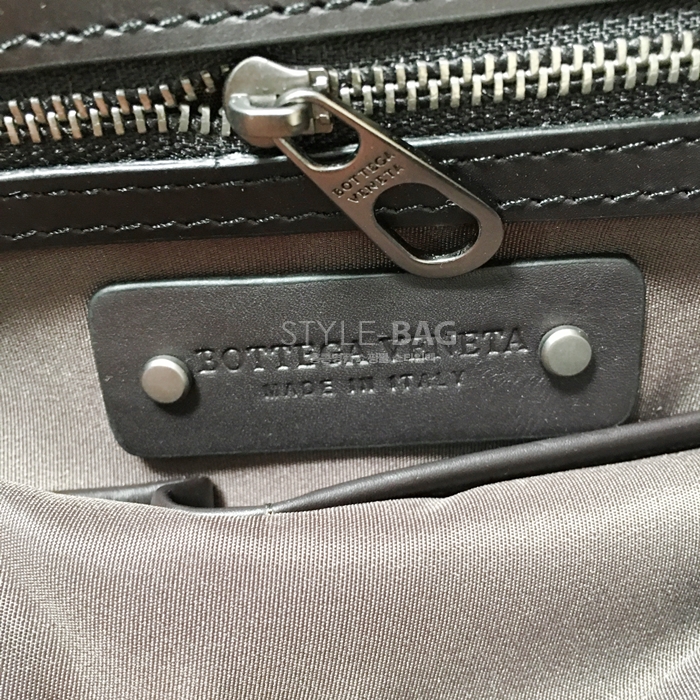 BOTTEGA
VENETA
STYLE-BAG
BOTTEGA VENETA
MADE IN ITALY